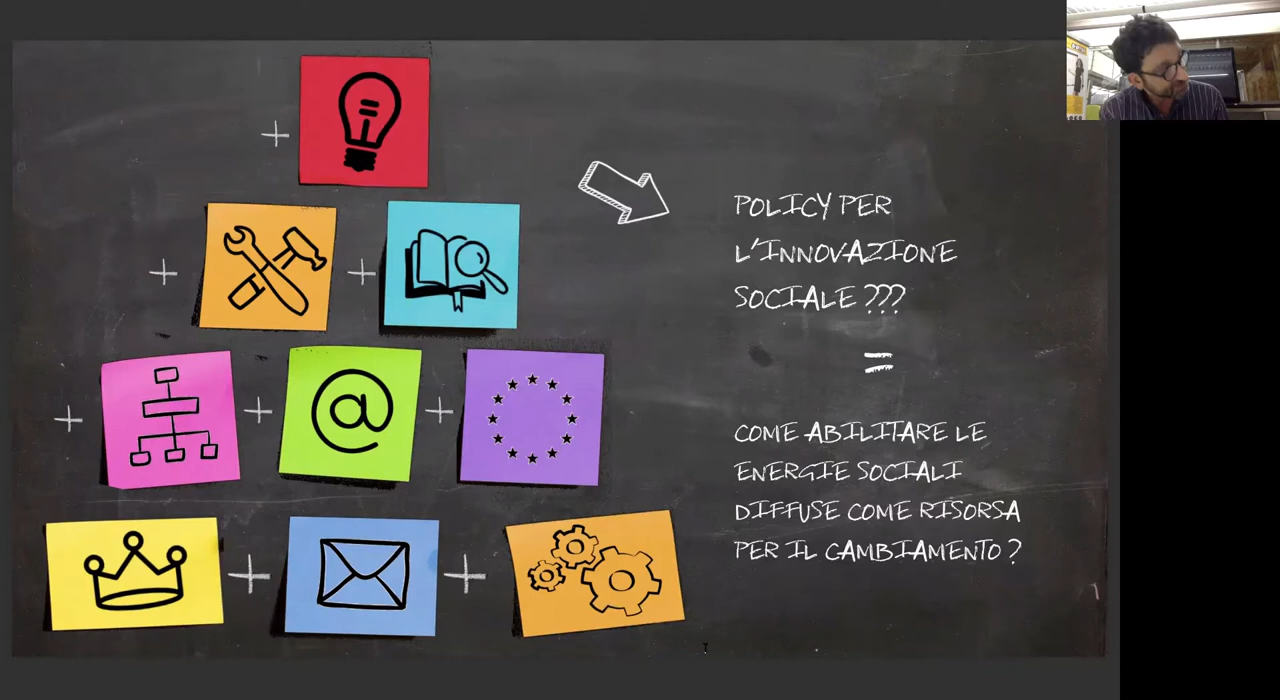 POLICY PER
L'INNOVAZIONE
SOCIALE ???
=
COME ABILITARE LE
ENERGIE SOCIALI
DIFFUSE COME RISORSA
PER IL CAMBIAMENTO ?